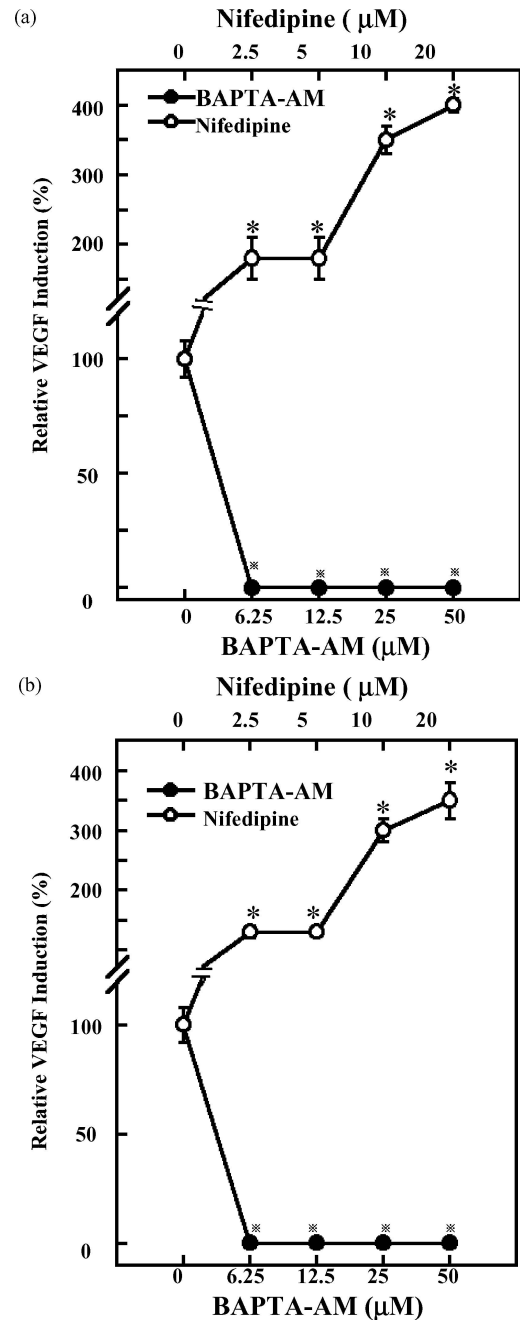 (a)
Nifedipine ( μM)
0 2.5 5 10 20
BAPTA-AM
Nifedipine
*
*
*
*
400
300
200
100
50
0
Relative VEGF Induction (%)
※ ※ ※ ※
0 6.25 12.5 25 50
BAPTA-AM (μM)
(b)
Nifedipine ( μM)
0 2.5 5 10 20
BAPTA-AM
Nifedipine
*
*
*
*
400
300
200
100
50
0
Relative VEGF Induction (%)
※ ※ ※ ※
0 6.25 12.5 25 50
BAPTA-AM (μM)